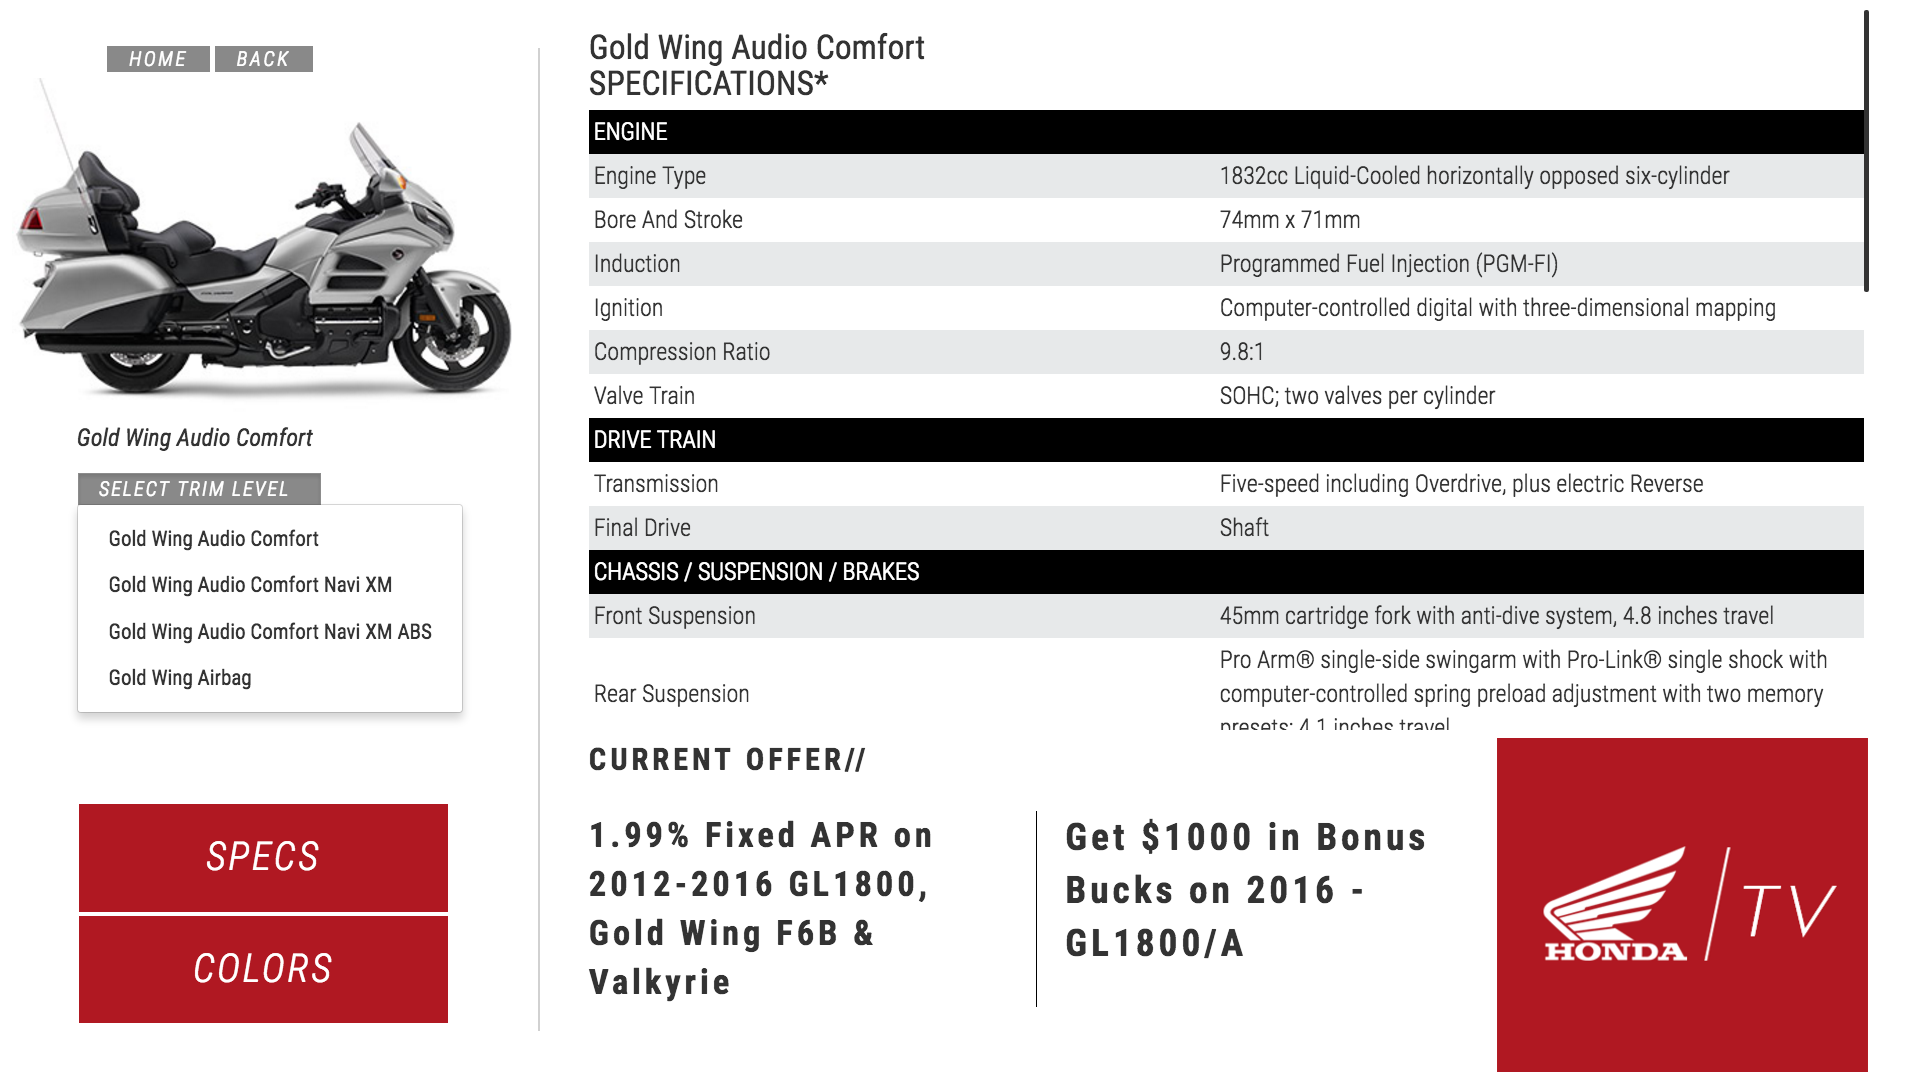 HOME
BACK
Gold Wing Audio Comfort
SELECT TRIM LEVEL
Gold Wing Audio Comfort
Gold Wing Audio Comfort Navi XM
Gold Wing Audio Comfort Navi XM ABS
Gold Wing Airbag
SPECS
COLORS
Gold Wing Audio Comfort
SPECIFICATIONS*
ENGINE
Engine Type 1832cc Liquid-Cooled horizontally opposed six-cylinder
Bore And Stroke 74mm x 71mm
Induction Programmed Fuel Injection (PGM-FI)
Ignition Computer-controlled digital with three-dimensional mapping
Compression Ratio 9.8:1
Valve Train SOHC; two valves per cylinder
DRIVE TRAIN
Transmission Five-speed including Overdrive, plus electric Reverse
Final Drive Shaft
CHASSIS / SUSPENSION / BRAKES
Front Suspension 45mm cartridge fork with anti-dive system, 4.8 inches travel
Rear Suspension
Pro Arm® single-side swingarm with Pro-Link® single shock with
computer-controlled spring preload adjustment with two memory
presets; 4.1 inches travel
CURRENT OFFER//
1.99% Fixed APR on
2012-2016 GL1800,
Gold Wing F6B &
Valkyrie
Get $1000 in Bonus
Bucks on 2016 -
GL1800/A
HONDA
TV